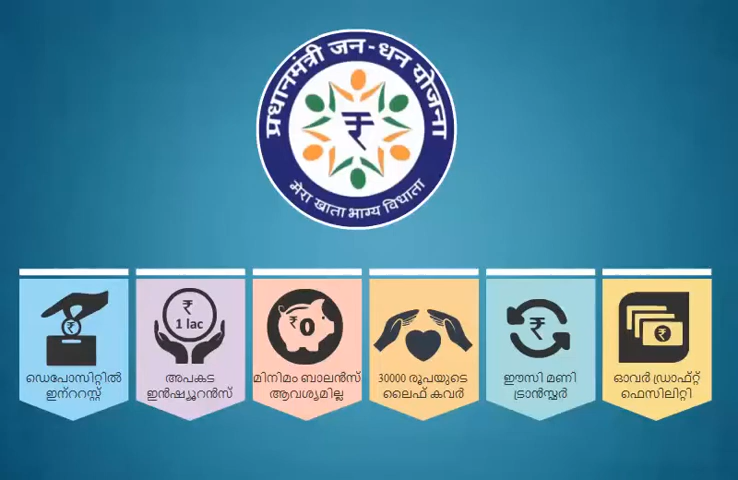 प्रधानमंत्री जन-धन योजना
₹
मेरा खाता भाग्य विधाता
₹
ഡെപോസിറ്റിൽ
ഇന്ററസ്റ്റ്
₹
1 lac
അപകട
ഇൻഷ്യൂറൻസ്
₹0
മിനിമം ബാലൻസ്
ആവശ്യമില്ല
30000 രൂപയുടെ
ലൈഫ് കവർ
₹
ഈസി മണി
ട്രാൻസ്ഫർ
₹
ഓവർ ഡ്രാഫ്റ്റ്
ഫെസിലിറ്റി